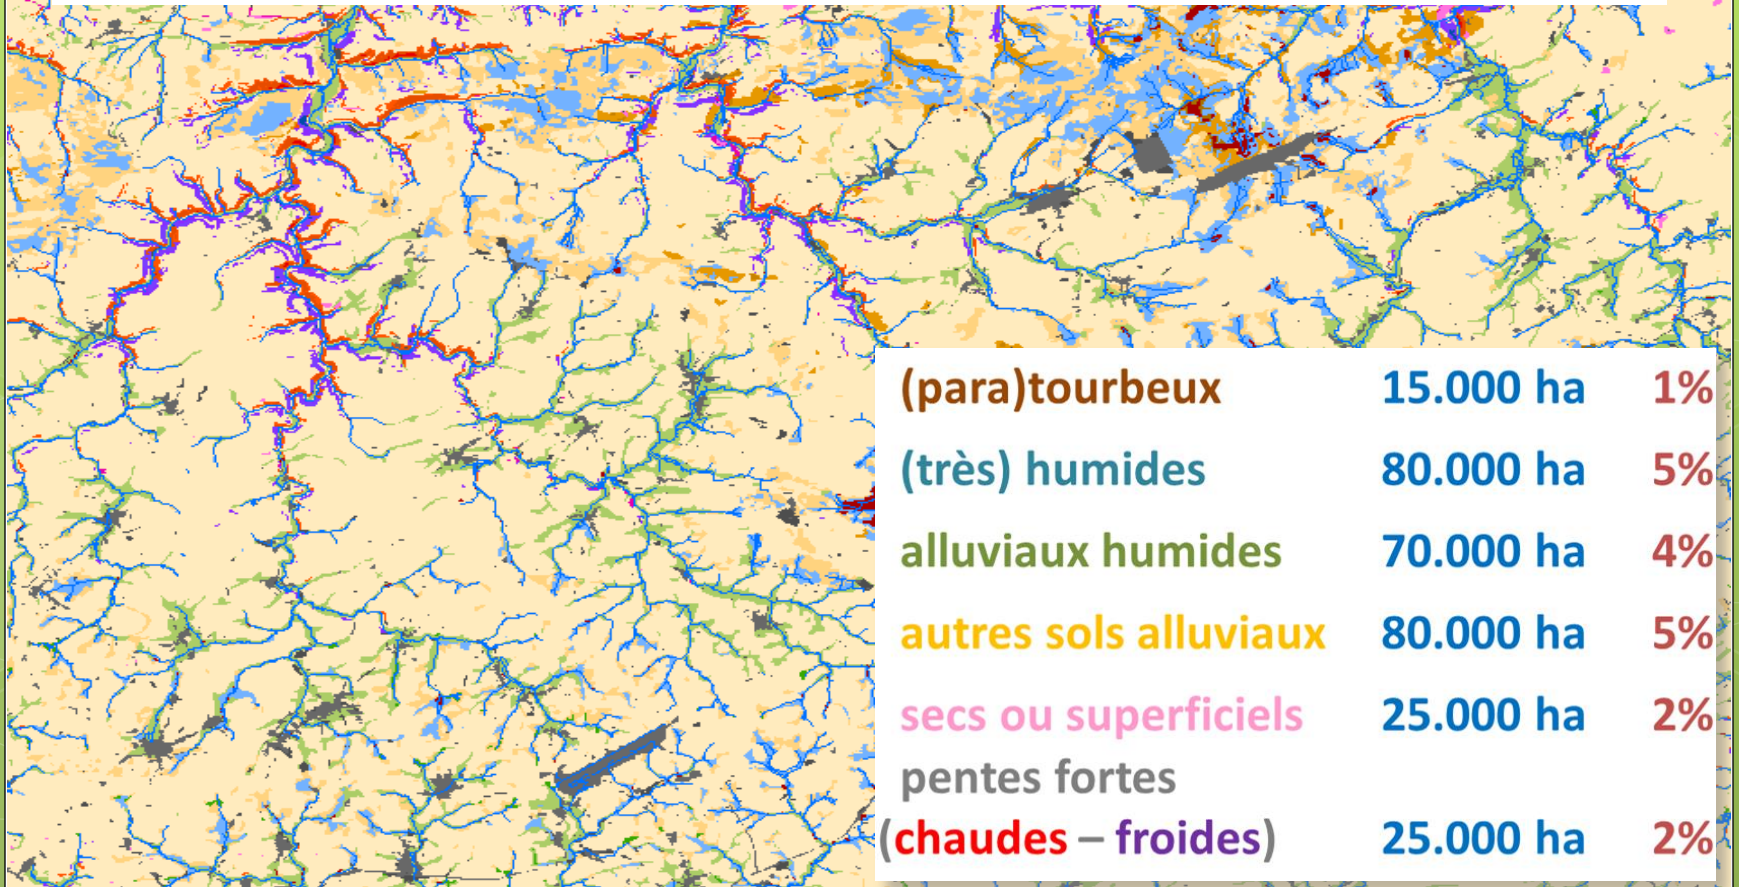 (para)tourbeux 15.000 ha 1%
(très) humides 80.000 ha 5%
alluviaux humides 70.000 ha 4%
autres sols alluviaux 80.000 ha 5%
secs ou superficiels 25.000 ha 2%
pentes fortes
(chaudes – froides) 25.000 ha 2%